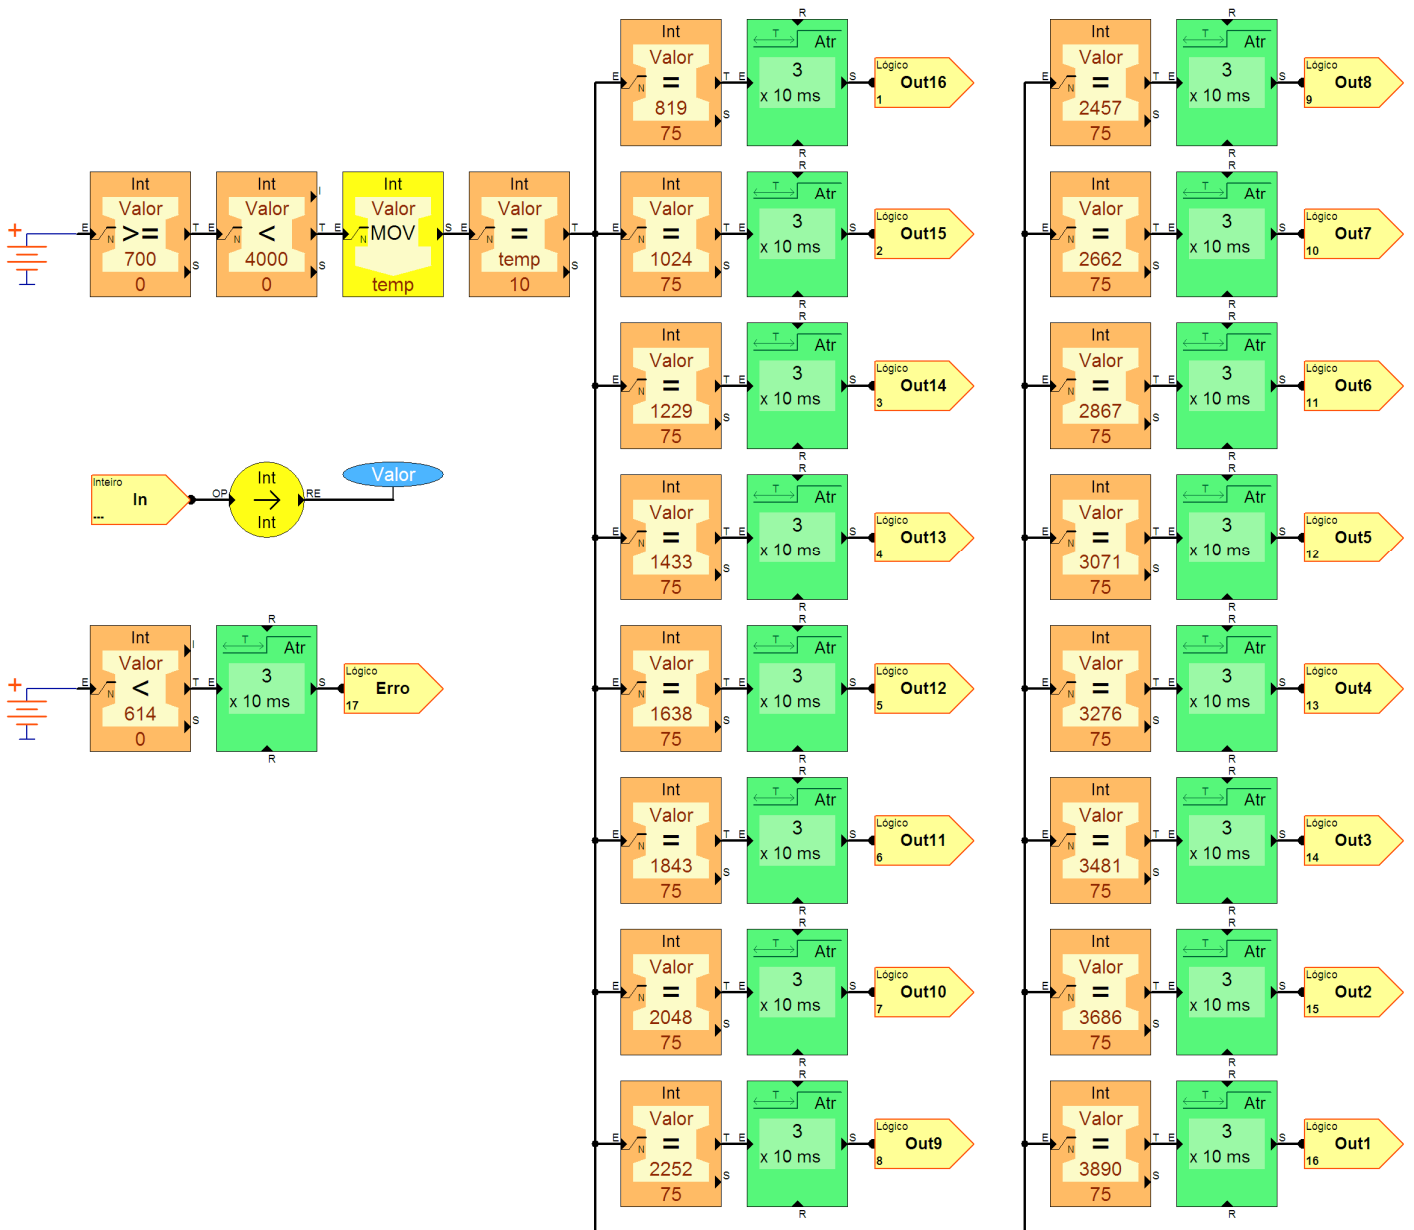 R
R
Int
Valor
=
819
75
E
N
T
S
E
T
Atr
3
x 10 ms
S
R
Lógico
Out16
1
Int
Valor
=
2457
75
E
N
T
S
E
T
Atr
3
x 10 ms
S
R
Lógico
Out8
9
+
E
Int
Valor
>=
700
0
N
T
S
E
Int
Valor
<
4000
0
N
I
T
S
E
Int
Valor
MOV
temp
N
S
E
Int
Valor
=
temp
10
N
T
S
E
Int
Valor
=
1024
75
N
T
S
E
R
T
Atr
3
x 10 ms
S
R
Lógico
Out15
2
E
Int
Valor
=
2662
75
N
T
S
E
R
T
Atr
3
x 10 ms
S
R
Lógico
Out7
10
E
Int
Valor
=
1229
75
N
T
S
E
R
T
Atr
3
x 10 ms
S
R
Lógico
Out14
3
E
Int
Valor
=
2867
75
N
T
S
E
R
T
Atr
3
x 10 ms
S
R
Lógico
Out6
11
Inteiro
In
---
OP
Int
Int
RE
Valor
E
Int
Valor
=
1433
75
N
T
S
E
R
T
Atr
3
x 10 ms
S
R
Lógico
Out13
4
E
Int
Valor
=
3071
75
N
T
S
E
R
T
Atr
3
x 10 ms
S
R
Lógico
Out5
12
+
E
Int
Valor
<
614
0
N
I
T
S
E
R
T
Atr
3
x 10 ms
S
R
Lógico
Erro
17
E
Int
Valor
=
1638
75
N
T
S
E
R
T
Atr
3
x 10 ms
S
R
Lógico
Out12
5
E
Int
Valor
=
3276
75
N
T
S
E
R
T
Atr
3
x 10 ms
S
R
Lógico
Out4
13
E
Int
Valor
=
1843
75
N
T
S
E
R
T
Atr
3
x 10 ms
S
R
Lógico
Out11
6
E
Int
Valor
=
3481
75
N
T
S
E
R
T
Atr
3
x 10 ms
S
R
Lógico
Out3
14
E
Int
Valor
=
2048
75
N
T
S
E
R
T
Atr
3
x 10 ms
S
R
Lógico
Out10
7
E
Int
Valor
=
3686
75
N
T
S
E
R
T
Atr
3
x 10 ms
S
R
Lógico
Out2
15
E
Int
Valor
=
2252
75
N
T
S
E
R
T
Atr
3
x 10 ms
S
R
Lógico
Out9
8
E
Int
Valor
=
3890
75
N
T
S
E
R
T
Atr
3
x 10 ms
S
R
Lógico
Out1
16